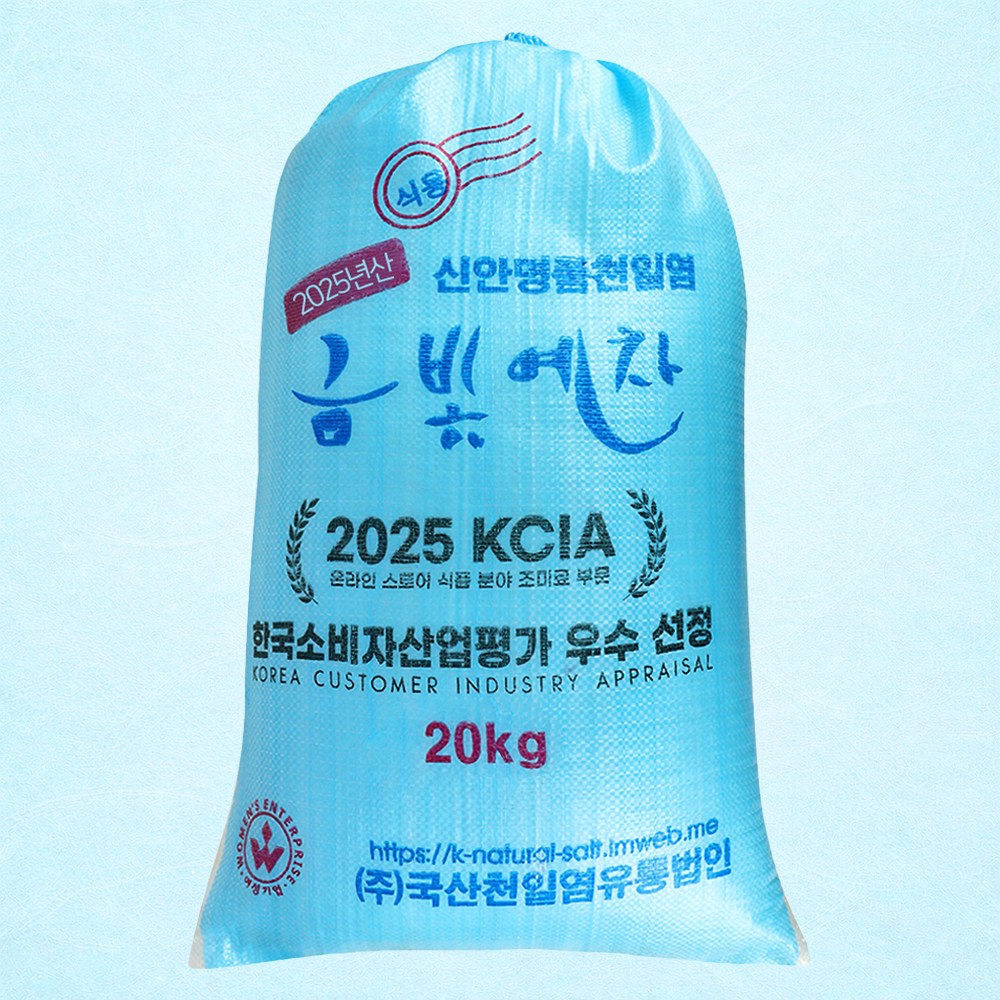 식용
2025년산
신안명품천일염
금빛예찬
2025 KCIA
온라인 스토어 식품 분야 조미료 부문
한국소비자산업평가 우수 선정
KOREA CUSTOMER INDUSTRY APPRAISAL
20kg
WOMEN'S ENTERPRISE
여성기업
https://k-natural-salt.imweb.me
(주)국산천일염유통법인